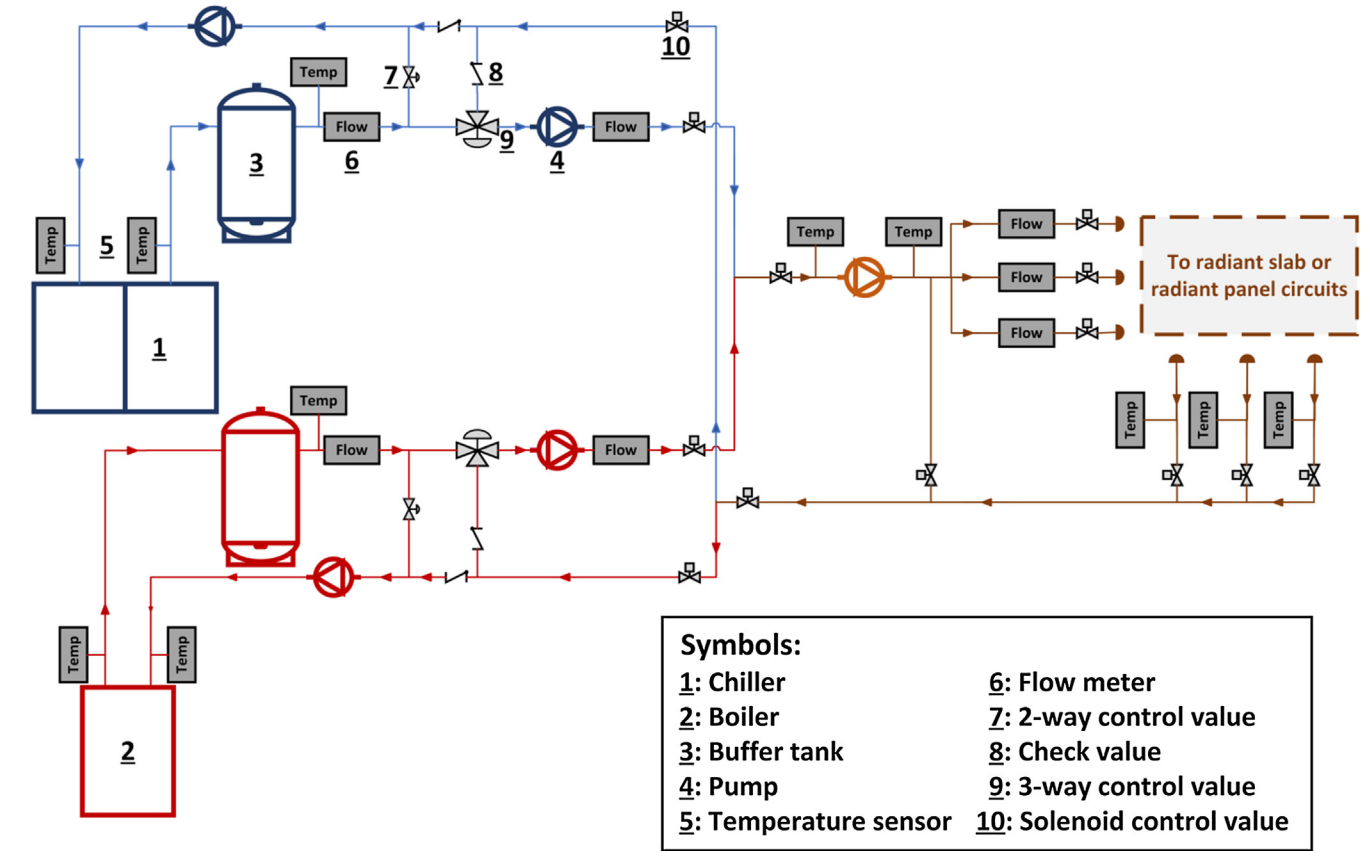 10
7
8
Temp
Flow
9
3
6
4
Flow
Temp
5
Temp
1
Temp
Temp
Flow
Flow
Flow
To radiant slab or
radiant panel circuits
Temp
Flow
Flow
Temp
Temp
Temp
Temp
Temp
2
Symbols:
1: Chiller
2: Boiler
3: Buffer tank
4: Pump
5: Temperature sensor
6: Flow meter
7: 2-way control value
8: Check value
9: 3-way control value
10: Solenoid control value